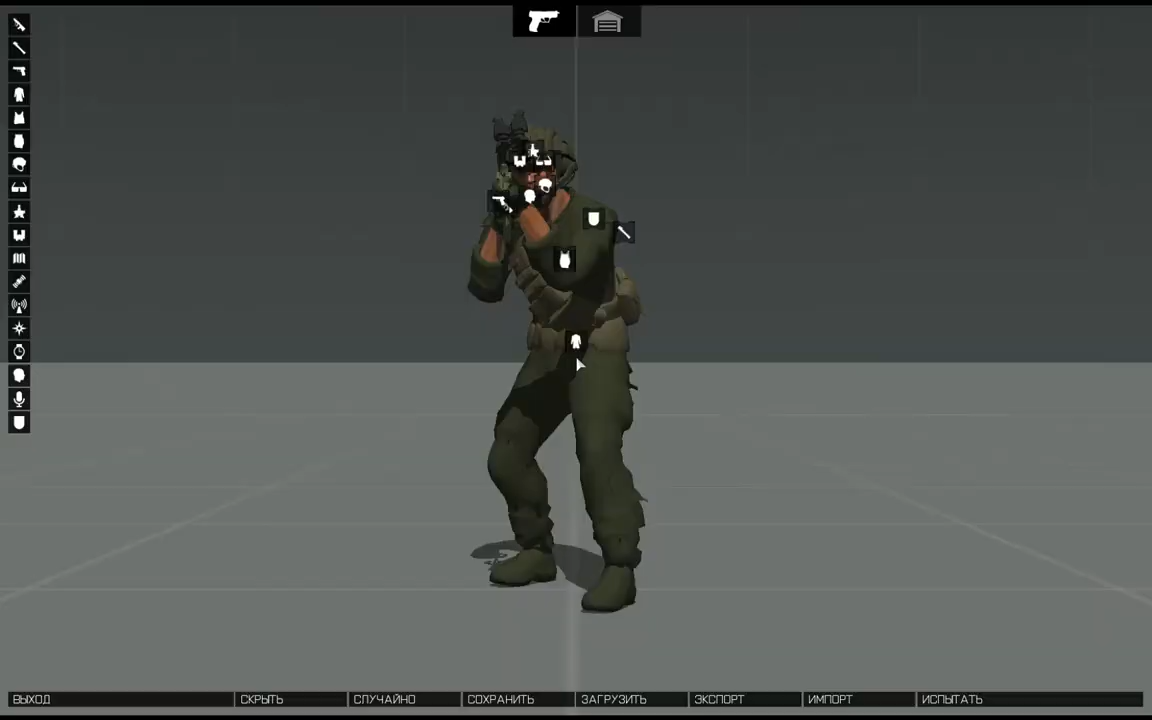 ВЫХОД
СКРЫТЬ
СЛУЧАЙНО
СОХРАНИТЬ
ЗАГРУЗИТЬ
ЭКСПОРТ
ИМПОРТ
ИСПЫТАТЬ